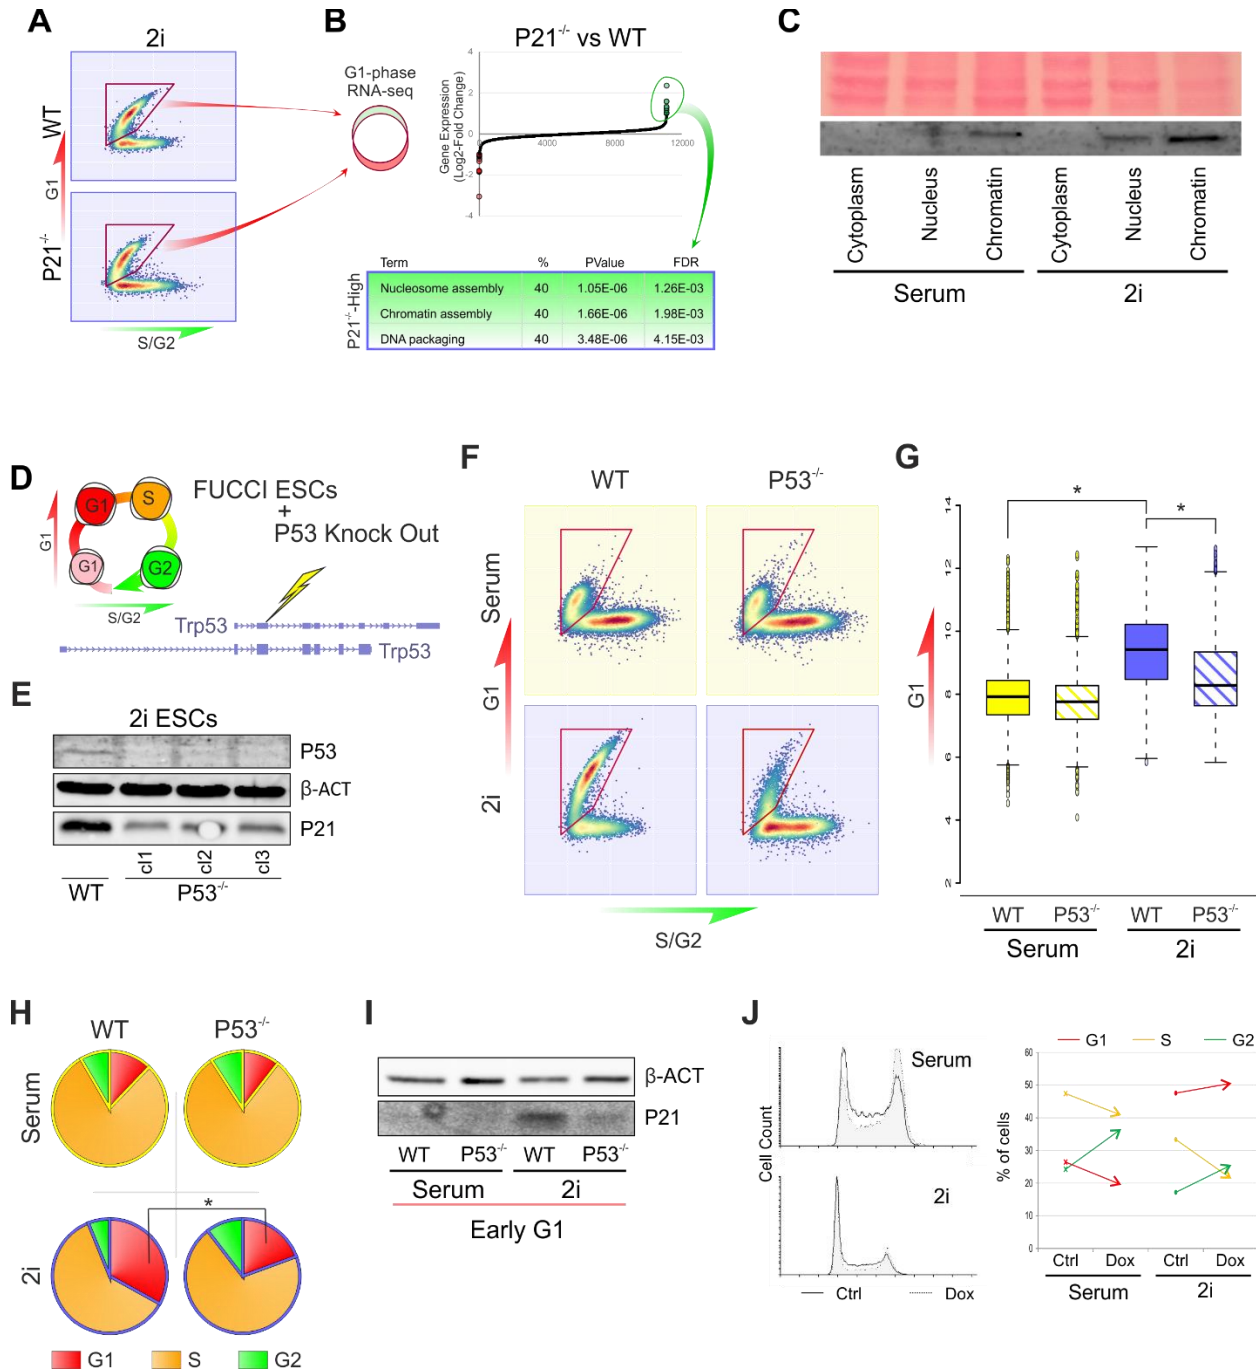 A
2i
WT
P21-/-
G1
S/G2
B
P21-/- vs WT
G1-phase
RNA-seq
Gene Expression
(Log2-Fold Change)
4
2
0
-2
-4
4000
8000
12000
P21-/--High
Term % PValue FDR
Nucleosome assembly 40 1.05E-06 1.26E-03
Chromatin assembly 40 1.66E-06 1.98E-03
DNA packaging 40 3.48E-06 4.15E-03
C
Cytoplasm Nucleus Chromatin Cytoplasm Nucleus Chromatin
Serum 2i
D
G1 S
G1 G2
G1
S/G2
FUCCI ESCs
+
P53 Knock Out
Trp53
Trp53
E
2i ESCs
P53
β-ACT
P21
cl1 cl2 cl3
WT P53-/-
F
WT P53-/-
Serum
2i
G1
S/G2
G
14
12
10
8
6
4
2
G1
* *
WT P53-/- WT P53-/-
Serum 2i
H
WT P53-/-
Serum
2i
*
G1 S G2
I
β-ACT
P21
WT P53-/- WT P53-/-
Serum 2i
Early G1
J
Serum
2i
Cell Count
Ctrl Dox
G1 S G2
% of cells
60
50
40
30
20
10
0
Ctrl Dox Ctrl Dox
Serum 2i